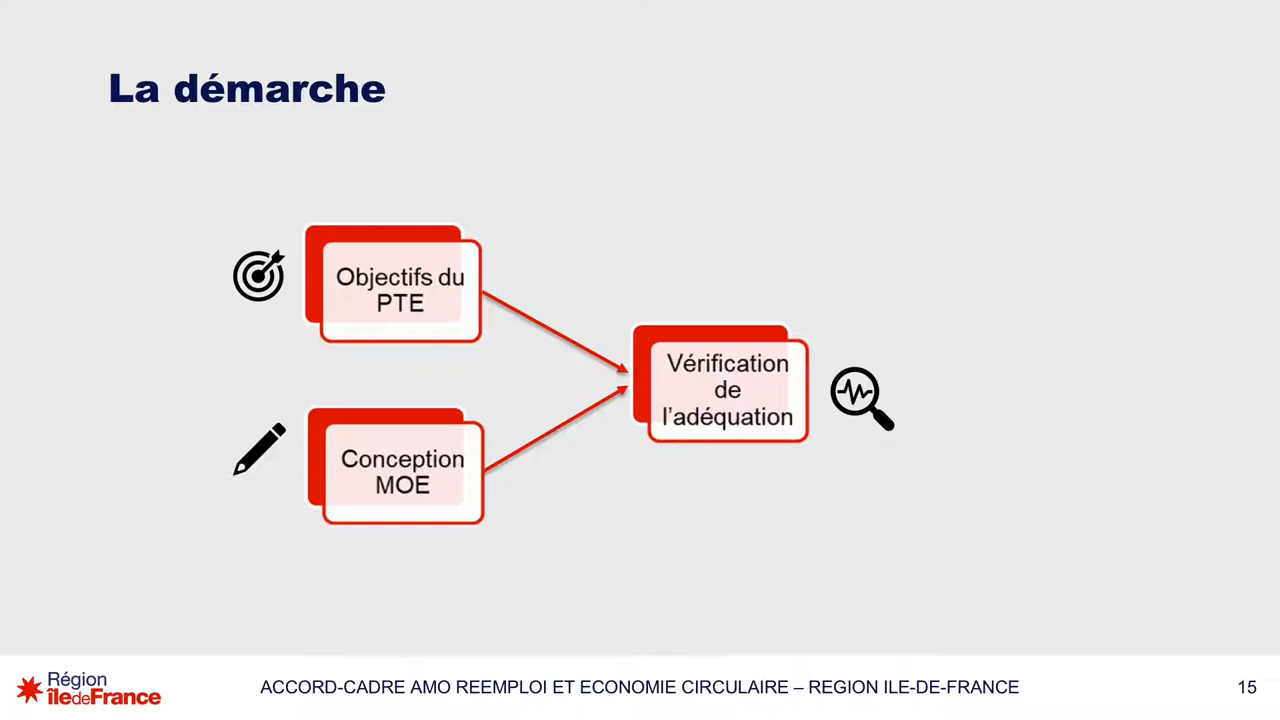 La démarche
Objectifs du
PTE
Conception
MOE
Vérification
de
l’adéquation
Région
îledeFrance
ACCORD-CADRE AMO REEMPLOI ET ECONOMIE CIRCULAIRE – REGION ILE-DE-FRANCE
15